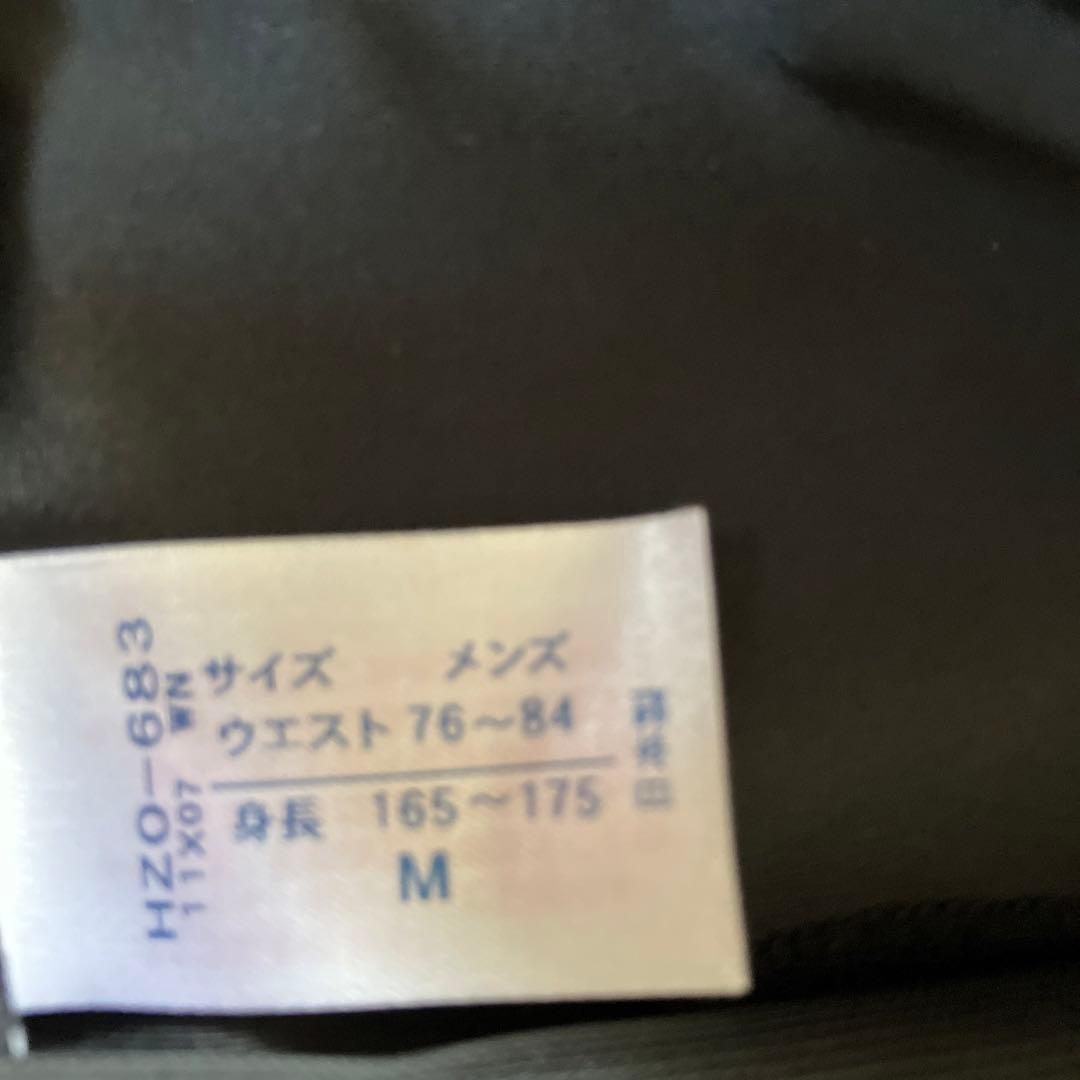 サイズ メンズ
ウエスト 76～84
身長 165～175
M
HZO-683
11X07 WN